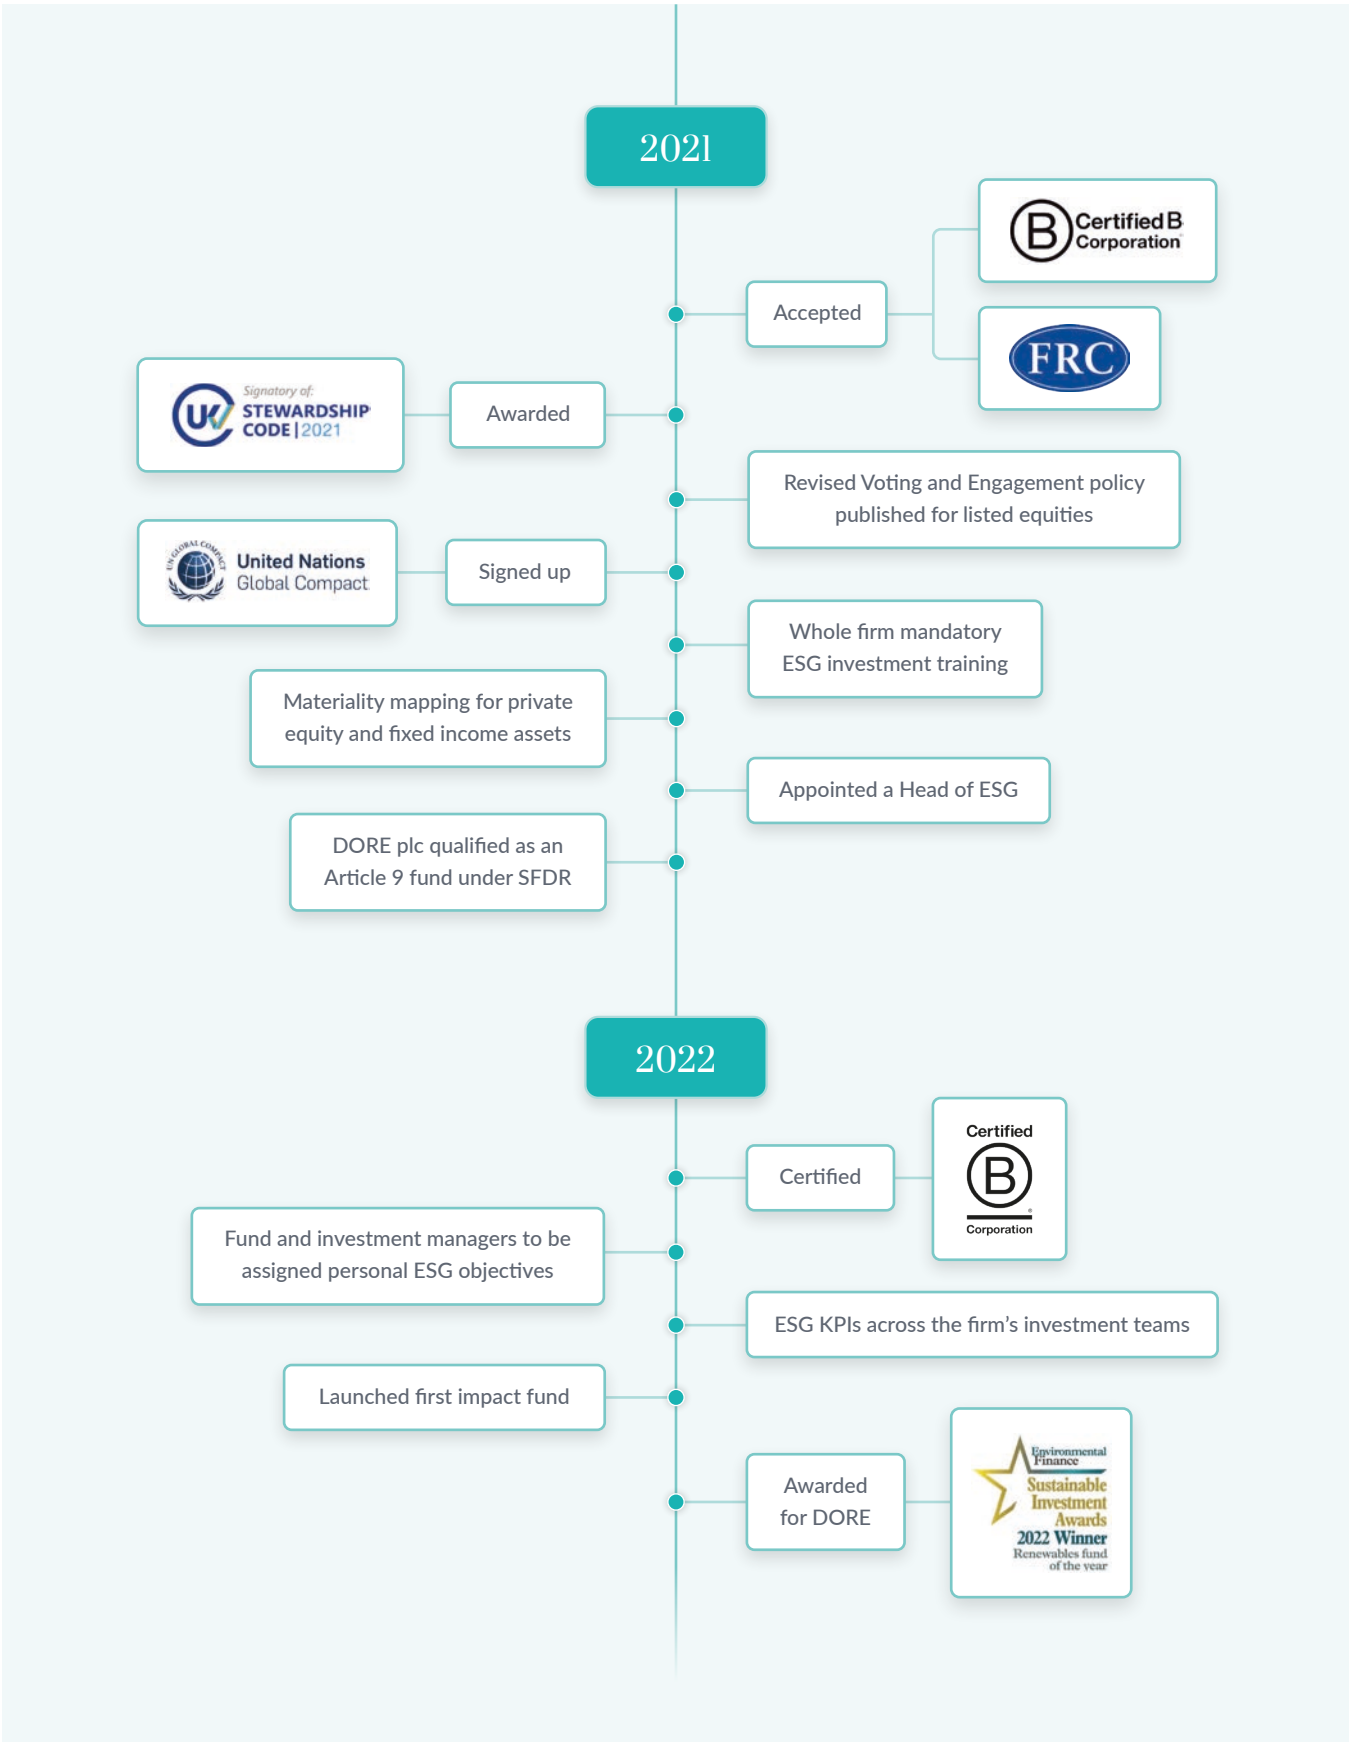 2021
Accepted
B
Certified B
Corporation
FRC
Awarded
UK
Signatory of:
STEWARDSHIP
CODE | 2021
Revised Voting and Engagement policy
published for listed equities
Signed up
UN GLOBAL COMPACT
United Nations
Global Compact
Whole firm mandatory
ESG investment training
Materiality mapping for private
equity and fixed income assets
Appointed a Head of ESG
DORE plc qualified as an
Article 9 fund under SFDR
2022
Certified
Certified
B
®
Corporation
Fund and investment managers to be
assigned personal ESG objectives
ESG KPIs across the firm’s investment teams
Launched first impact fund
Awarded
for DORE
Environmental
Finance
Sustainable
Investment
Awards
2022 Winner
Renewables fund
of the year